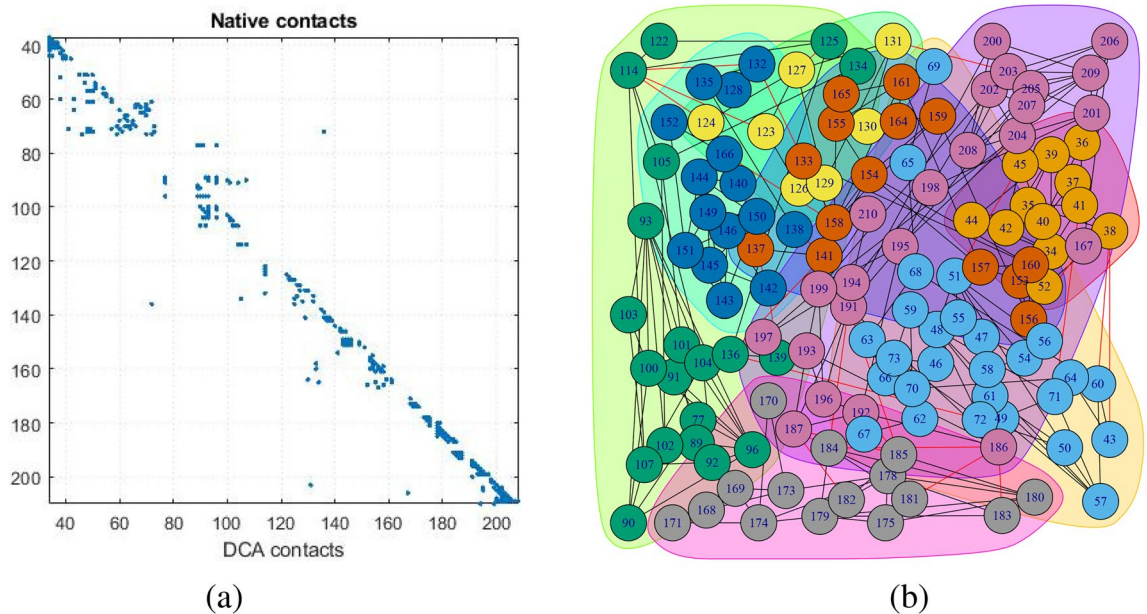 Native contacts
40
60
80
100
120
140
160
180
200
40 60 80 100 120 140 160 180 200
DCA contacts
(a)
122 125 131 200 206
114 135 132 127 134 161 69 203 209
128 165 202 205
152 124 123 155 130 164 159 207 201
204
105 166 133 65 208 45 39 36
144 140 126 129 154 198 37
93 149 150 158 210 44 35 40 41
151 146 137 138 42 38
145 141 195 34 167
143 142 199 194 68 51 157 160 153 52
103 191 59 55 156
197 193 63 48 47 56
101 104 136 139 73 46 58 54
100 91 66 70 61 64 60
170 196 192 62 72 49 71
77 187 67 43
102 89 92 96 184 185 186 50
107 169 173 178 180 57
90 171 168 174 182 179 181 175 183
(b)